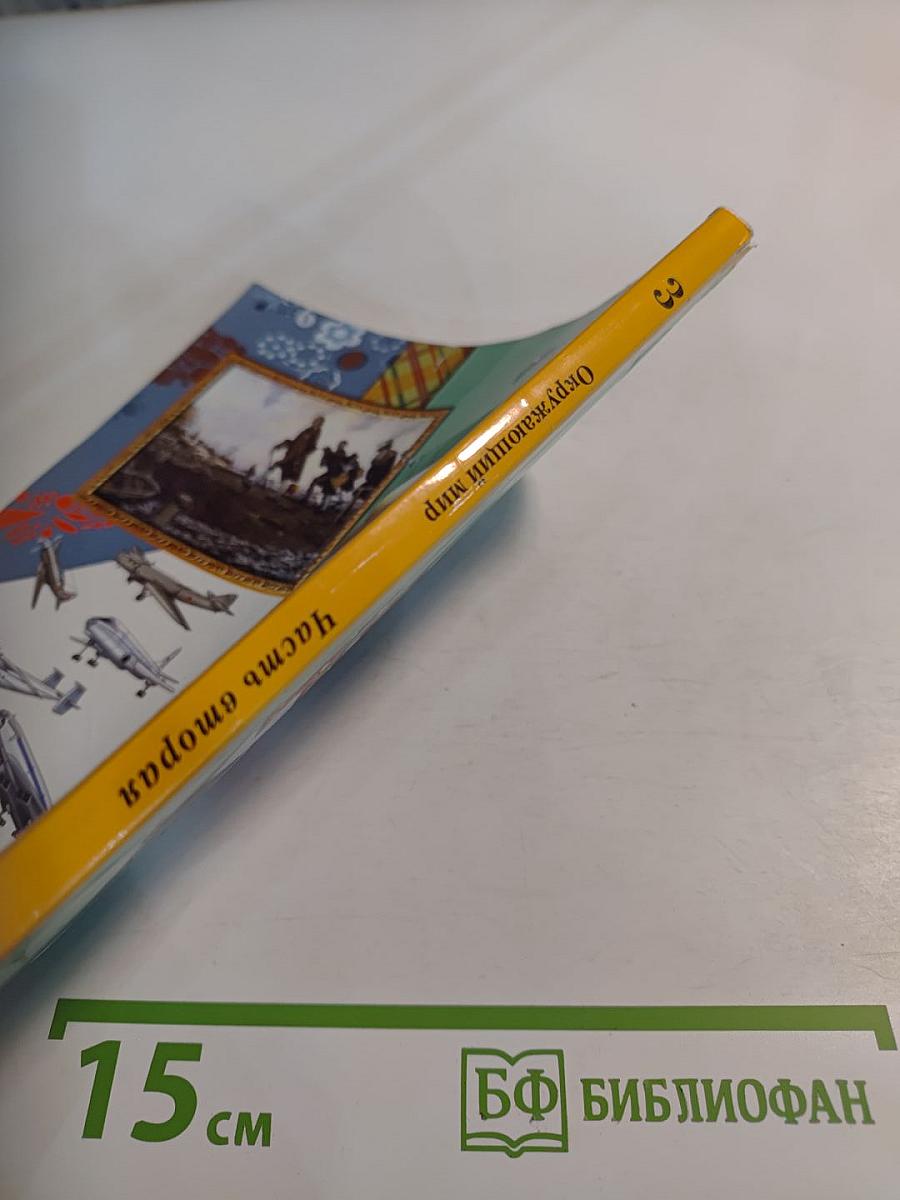 3
Окружающий мир
Часть вторая
15 см
БФ БИБЛИОФАН